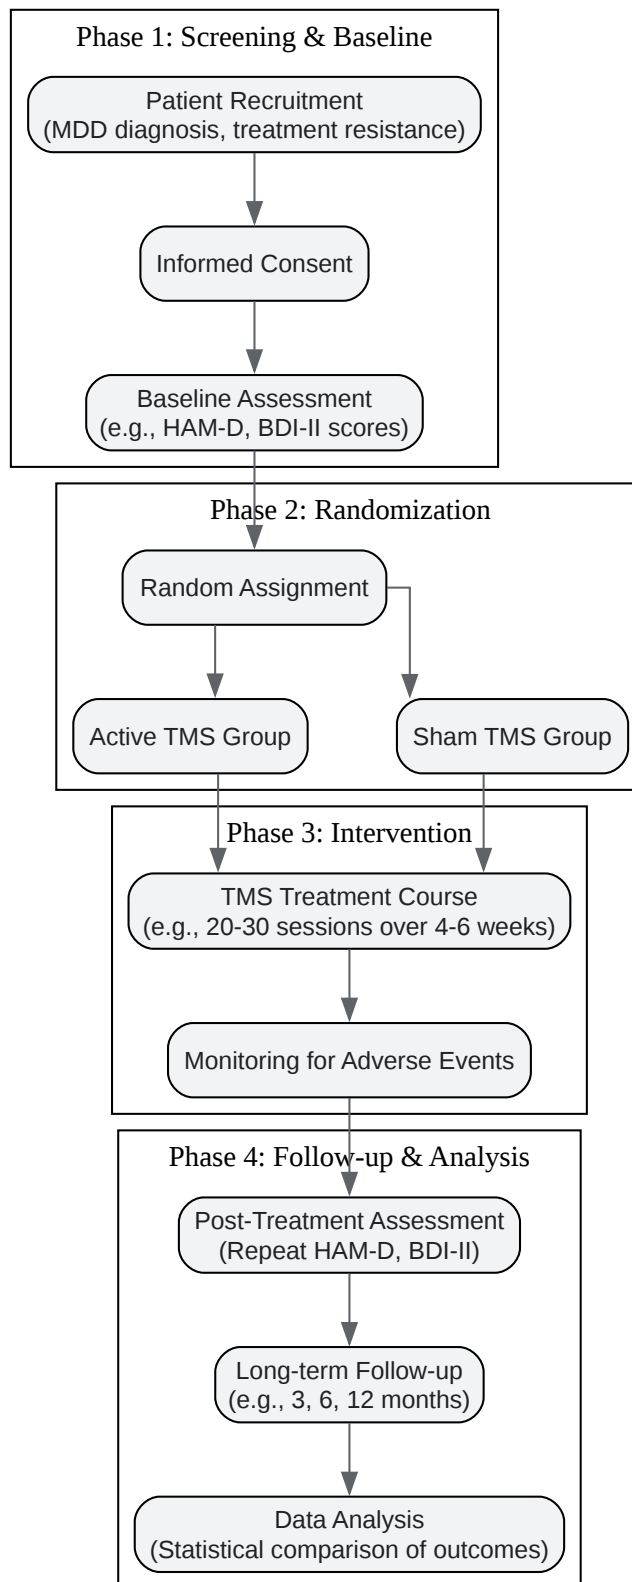 Phase 1: Screening & Baseline
Patient Recruitment
(MDD diagnosis, treatment resistance)
Informed Consent
Baseline Assessment
(e.g., HAM-D, BDI-II scores)
Phase 2: Randomization
Random Assignment
Active TMS Group
Sham TMS Group
Phase 3: Intervention
TMS Treatment Course
(e.g., 20-30 sessions over 4-6 weeks)
Monitoring for Adverse Events
Phase 4: Follow-up & Analysis
Post-Treatment Assessment
(Repeat HAM-D, BDI-II)
Long-term Follow-up
(e.g., 3, 6, 12 months)
Data Analysis
(Statistical comparison of outcomes)